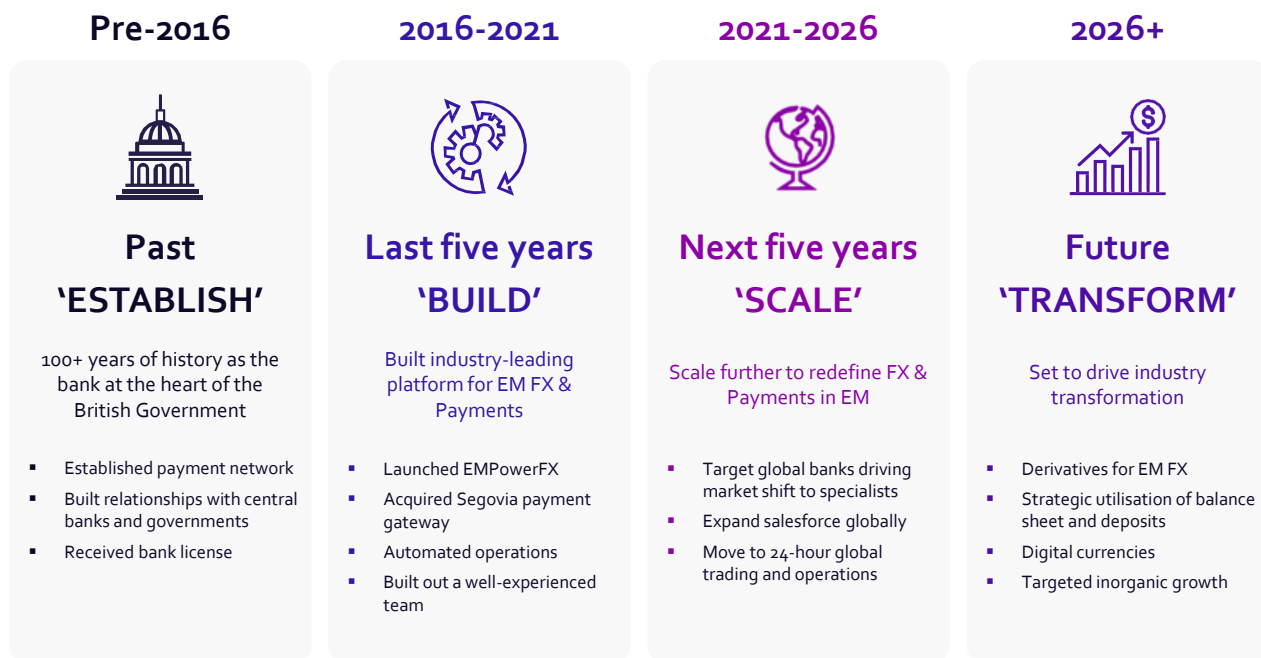 Pre-2016
Past
‘ESTABLISH’
100+ years of history as the
bank at the heart of the
British Government
▪ Established payment network
▪ Built relationships with central
banks and governments
▪ Received bank license
2016-2021
Last five years
‘BUILD’
Built industry-leading
platform for EM FX &
Payments
▪ Launched EMPowerFX
▪ Acquired Segovia payment
gateway
▪ Automated operations
▪ Built out a well-experienced
team
2021-2026
Next five years
‘SCALE’
Scale further to redefine FX &
Payments in EM
▪ Target global banks driving
market shift to specialists
▪ Expand salesforce globally
▪ Move to 24-hour global
trading and operations
2026+
$
Future
‘TRANSFORM’
Set to drive industry
transformation
▪ Derivatives for EM FX
▪ Strategic utilisation of balance
sheet and deposits
▪ Digital currencies
▪ Targeted inorganic growth